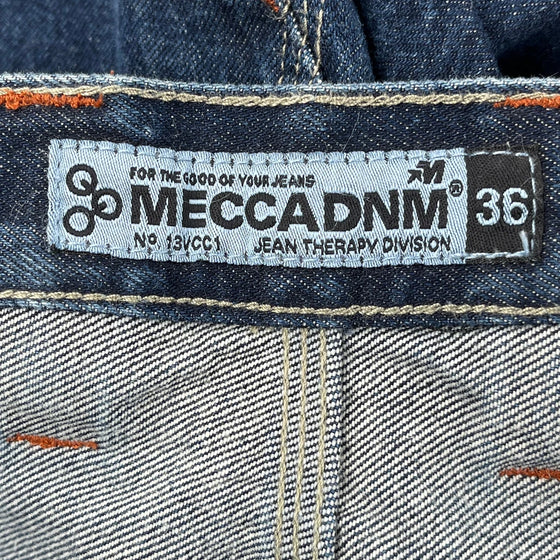 FOR THE GOOD OF YOUR JEANS
MECCADNM® 36
No. 13VCC1 JEAN THERAPY DIVISION